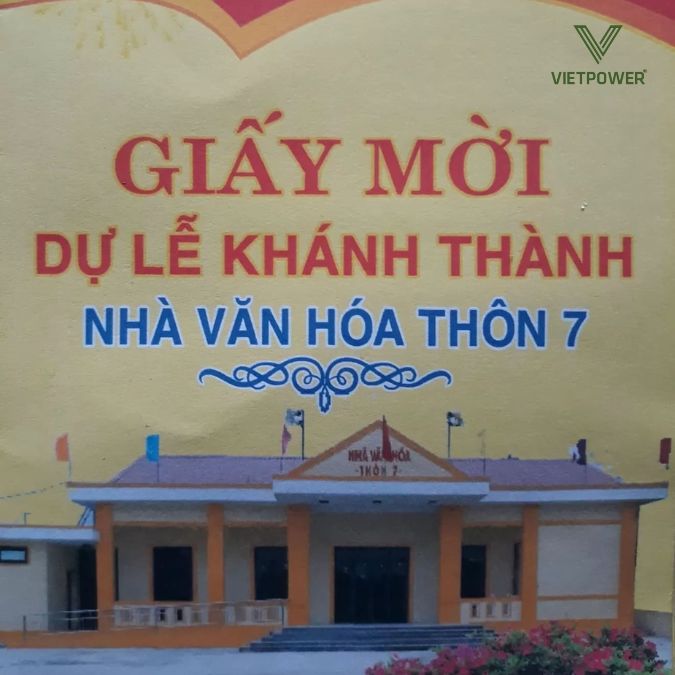 VIETPOWER
GIẤY MỜI
DỰ LỄ KHÁNH THÀNH
NHÀ VĂN HÓA THÔN 7
NHÀ VĂN HÓA
THÔN 7